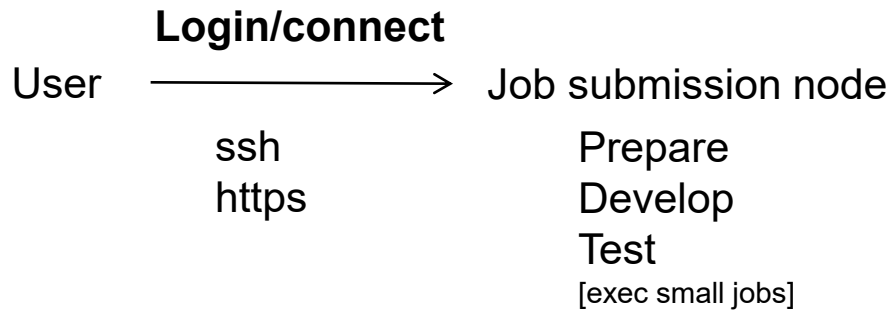 Login/connect
User
Job submission node
ssh
Prepare
https
Develop
Test
[exec small jobs]